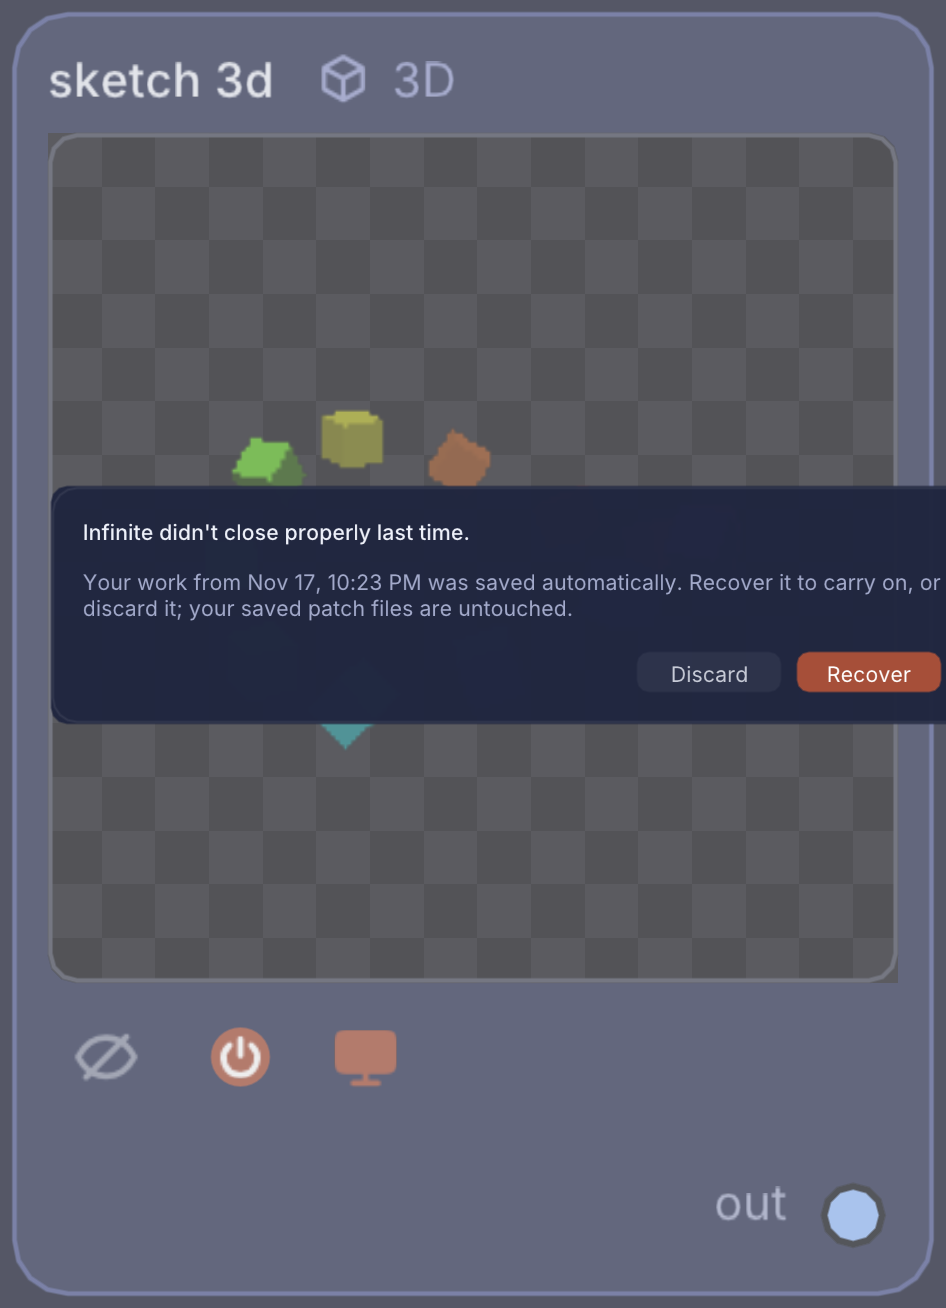 sketch 3d 3D
Infinite didn't close properly last time.
Your work from Nov 17, 10:23 PM was saved automatically. Recover it to carry on, or
discard it; your saved patch files are untouched.
Discard Recover
out